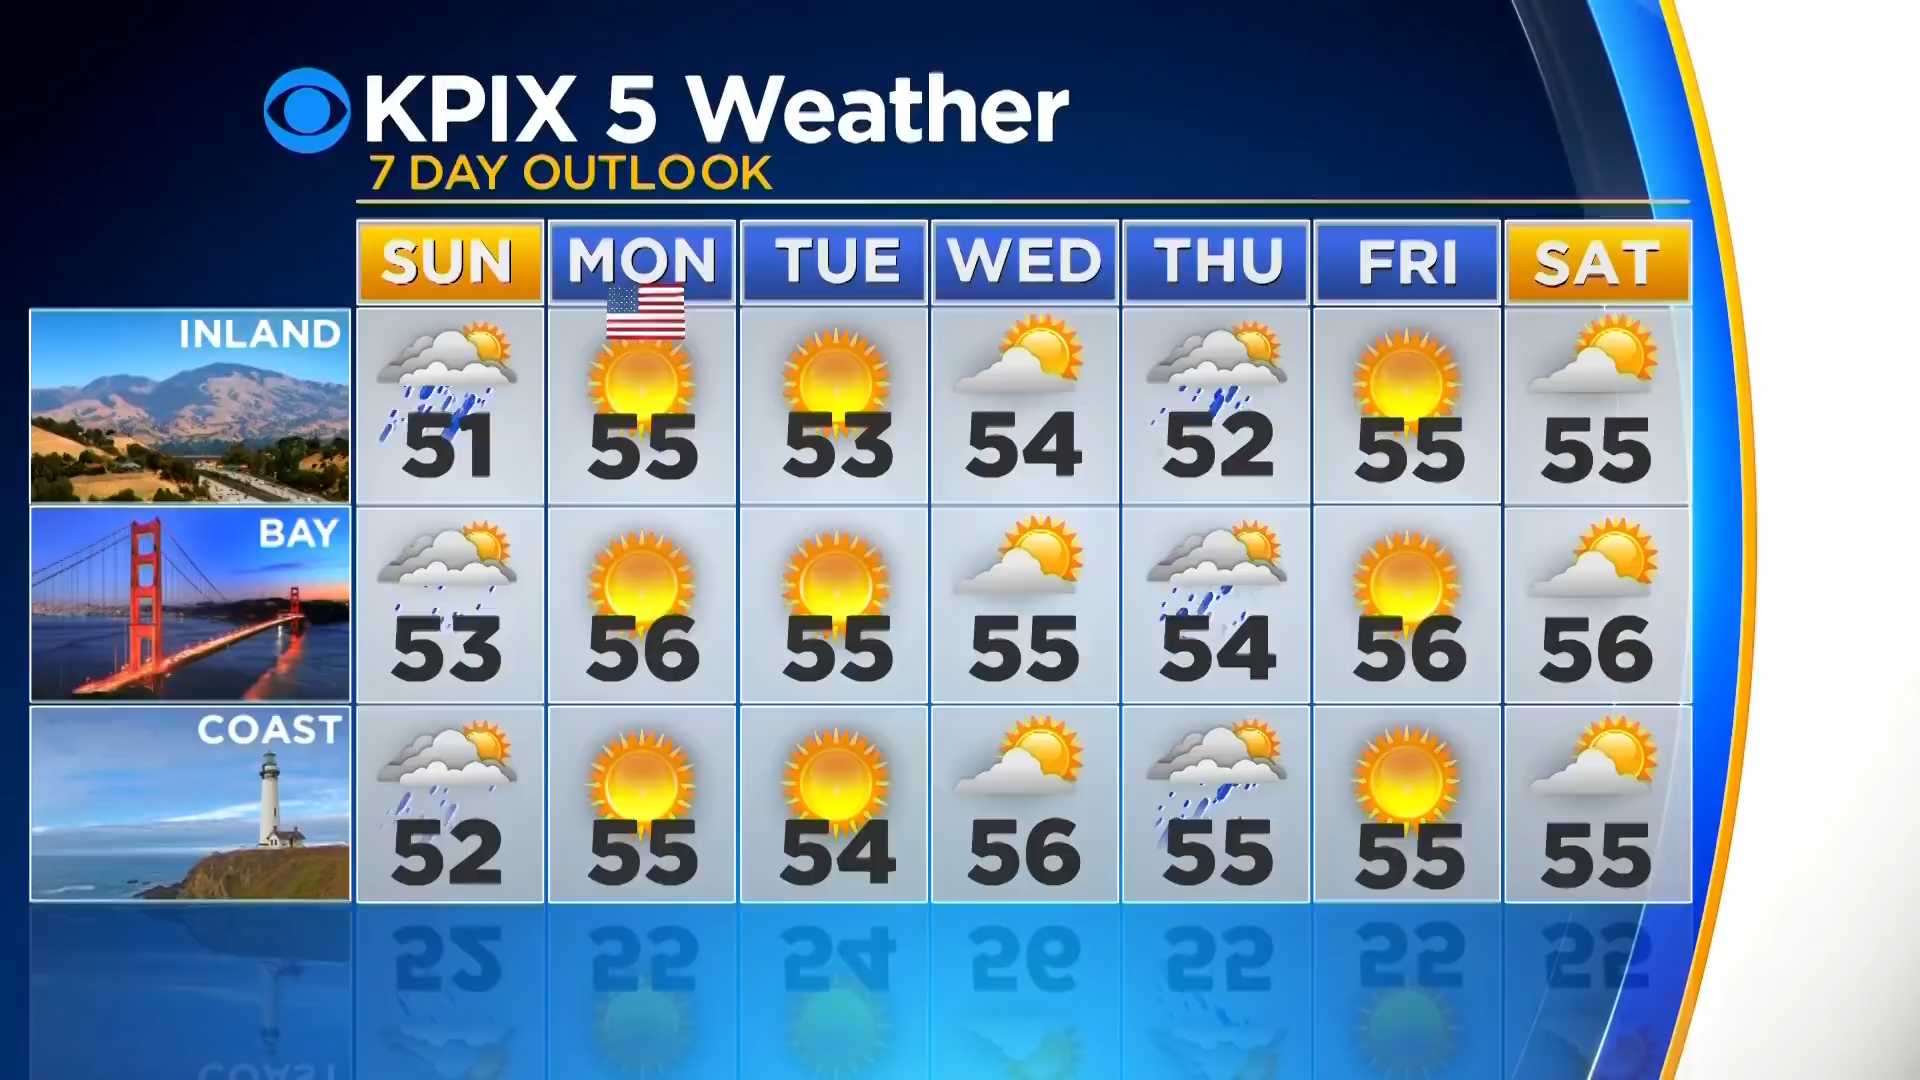 KPIX 5 Weather
7 DAY OUTLOOK
SUN MON TUE WED THU FRI SAT
INLAND
51 55 53 54 52 55 55
BAY
53 56 55 55 54 56 56
COAST
52 55 54 56 55 55 55